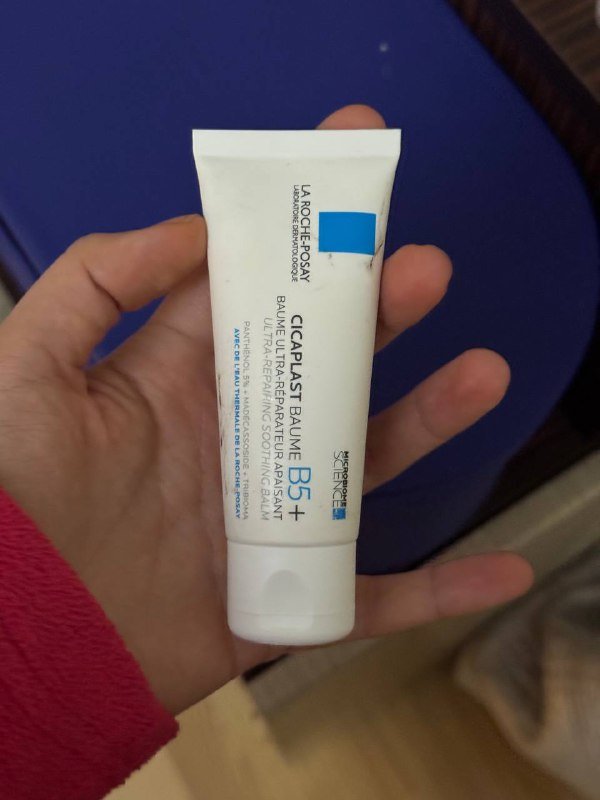 LA ROCHE-POSAY
LABORATOIRE DERMATOLOGIQUE
CICAPLAST BAUME B5+
BAUME ULTRA-RÉPARATEUR APAISANT
ULTRA-REPAIRING SOOTHING BALM
PANTHENOL 5% + MADECASSOSIDE + TRIBIOMA
AVEC DE L'EAU THERMALE DE LA ROCHE-POSAY
MICROBIOME
SCIENCE